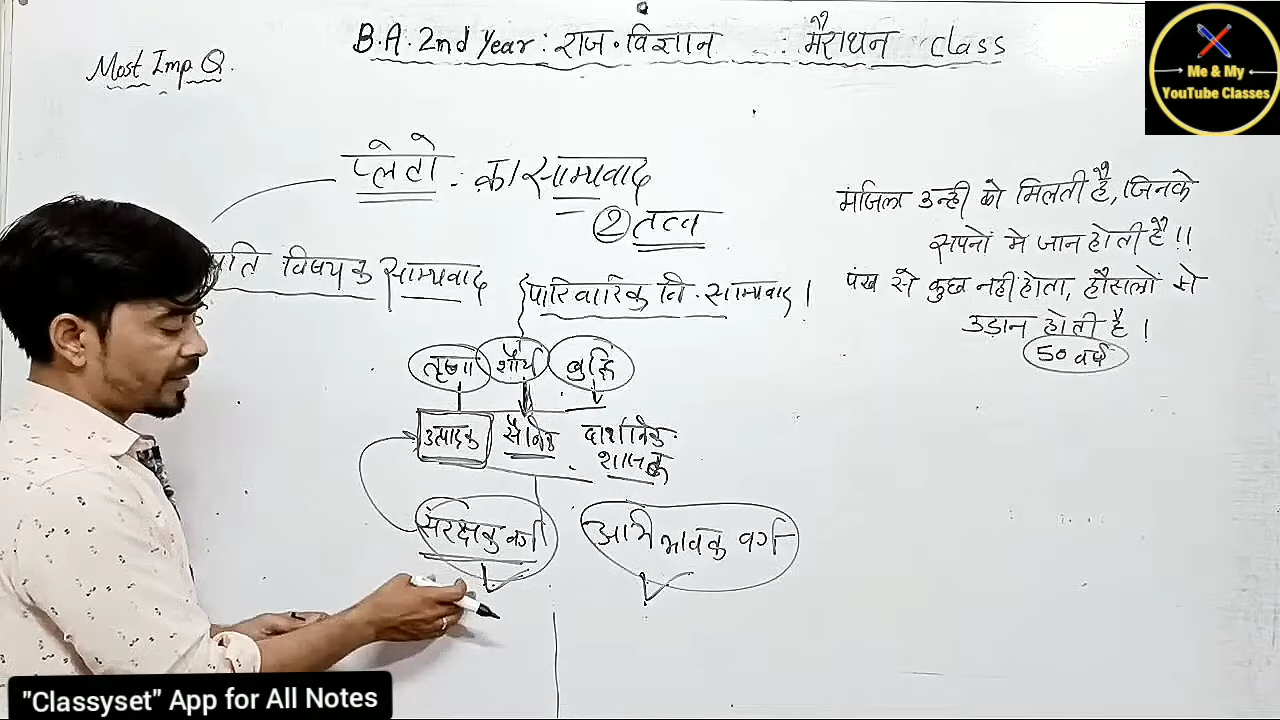 B.A. 2nd Year: राज. विज्ञान .: मैराथन Class
Most Imp Q.
Me & My
YouTube Classes
प्लेटो - का साम्यवाद
② तत्व
विषयक साम्यवाद
पारिवारिक वि. साम्यवाद।
तृष्णा शौर्य बुद्धि
उत्पादक सैनिक दार्शनिक
शासक
संरक्षक वर्ग
अभिभावक वर्ग
मंजिल उन्ही को मिलती है, जिनके
सपनों मे जान होती है!!
पंख से कुछ नहीं होता, हौसलों से
उड़ान होती है।
50 वर्ष
"Classyset" App for All Notes